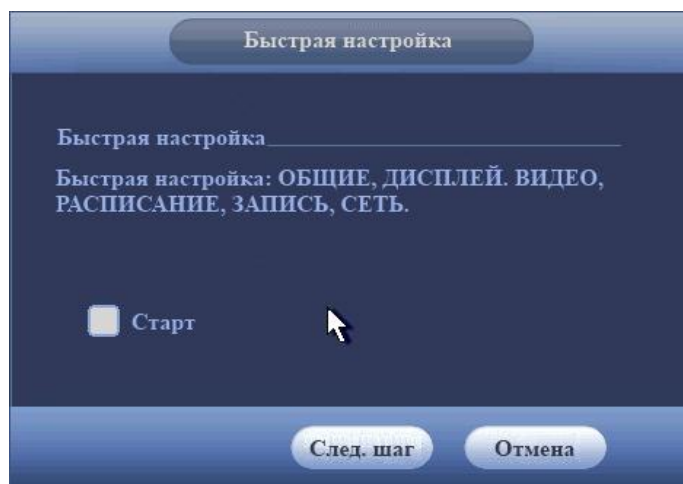 Быстрая настройка
Быстрая настройка
Быстрая настройка: ОБЩИЕ, ДИСПЛЕЙ. ВИДЕО,
РАСПИСАНИЕ, ЗАПИСЬ, СЕТЬ.
Старт
След. шаг
Отмена